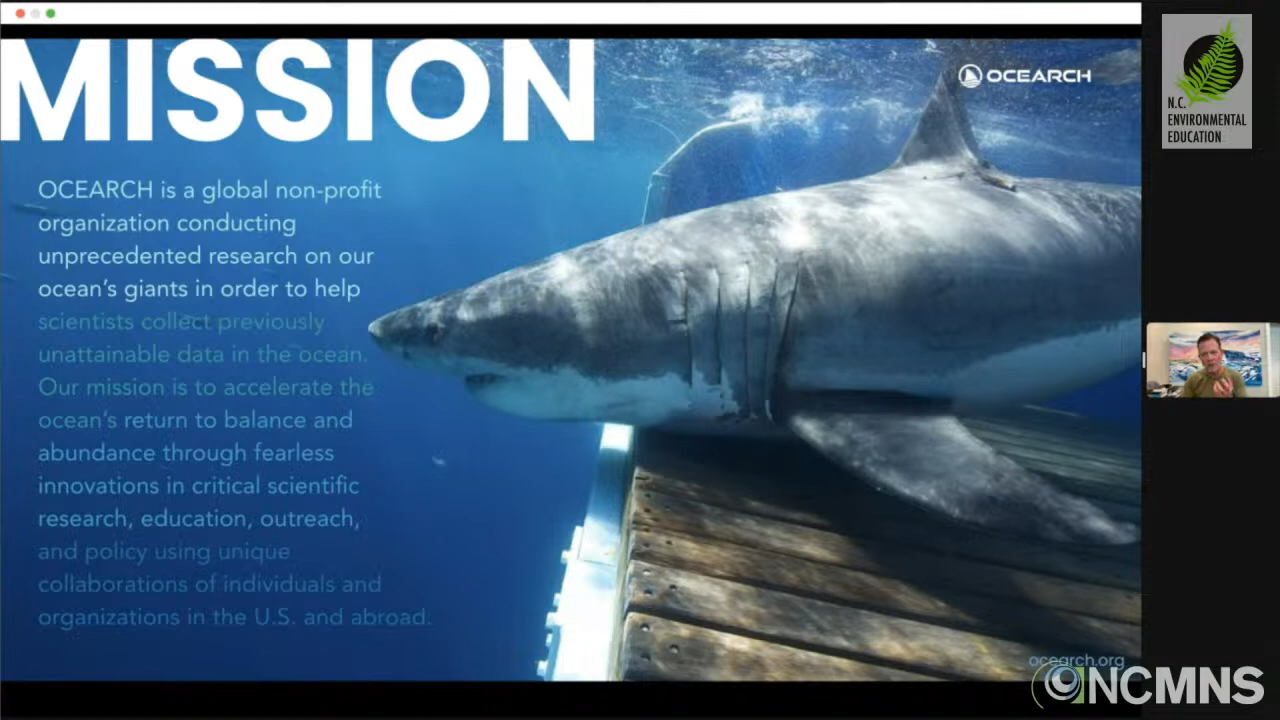 MISSION
OCEARCH
OCEARCH is a global non-profit
organization conducting
unprecedented research on our
ocean's giants in order to help
scientists collect previously
unattainable data in the ocean.
Our mission is to accelerate the
ocean's return to balance and
abundance through fearless
innovations in critical scientific
research, education, outreach,
and policy using unique
collaborations of individuals and
organizations in the U.S. and abroad.
ocearch.org
N.C.
ENVIRONMENTAL
EDUCATION
NCMNS